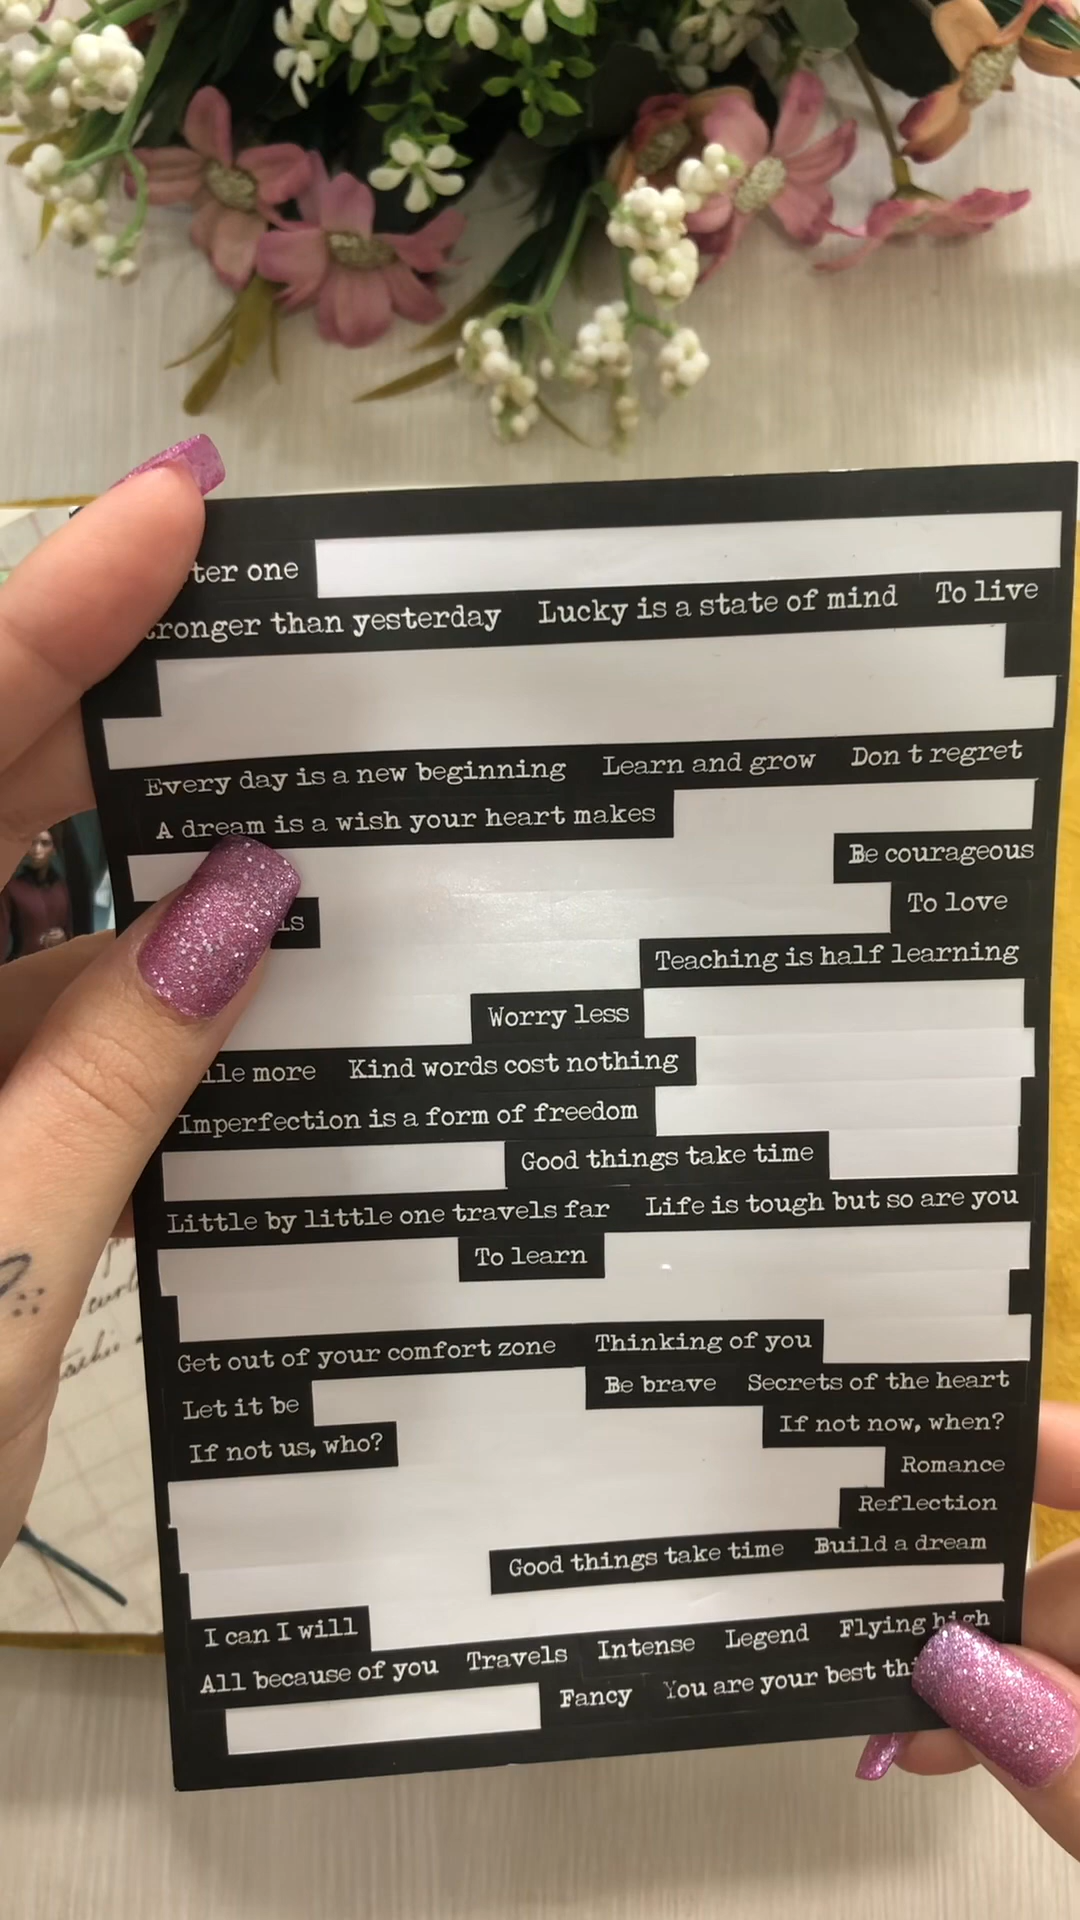 one
than yesterday Lucky is a state of mind To live
Every day is a new beginning Learn and grow Don t regret
A dream is a wish your heart makes
Be courageous
To love
Teaching is half learning
Worry less
more Kind words cost nothing
Imperfection is a form of freedom
Good things take time
Little by little one travels far Life is tough but so are you
To learn
Get out of your comfort zone Thinking of you
Let it be Be brave Secrets of the heart
If not us, who? If not now, when?
Romance
Reflection
Good things take time Build a dream
I can I will
All because of you Travels Intense Legend Flying high
Fancy You are your best